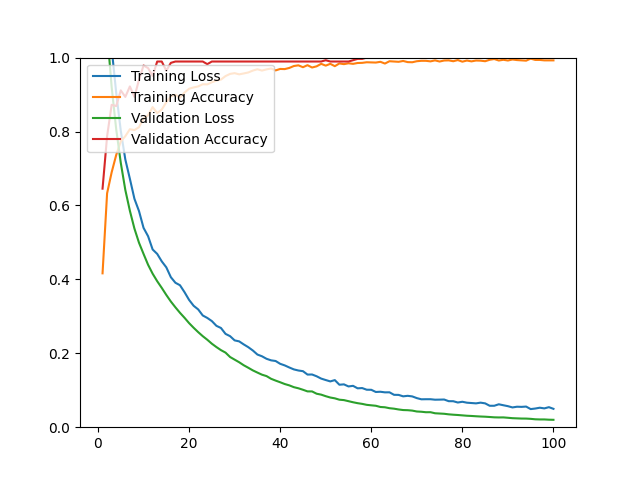 1.0
Training Loss
Training Accuracy
Validation Loss
Validation Accuracy
0.8
0.6
0.4
0.2
0.0
0 20 40 60 80 100